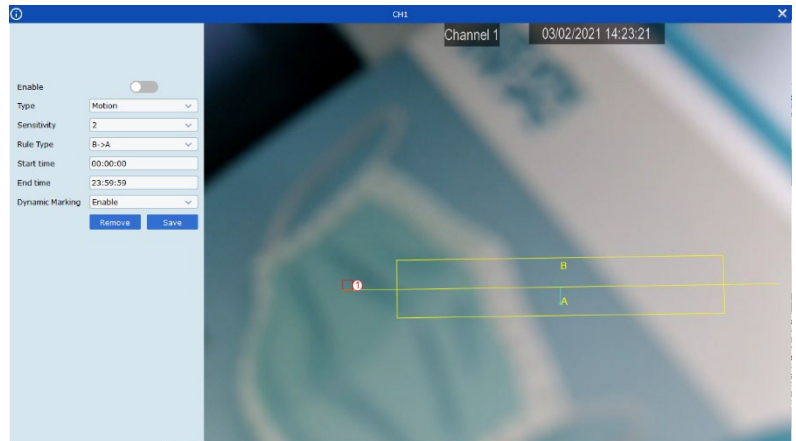 CH1
Channel 1
03/02/2021 14:23:21
Enable
Type Motion
Sensitivity 2
Rule Type B->A
Start time 00:00:00
End time 23:59:59
Dynamic Marking Enable
Remove Save
B
1
A